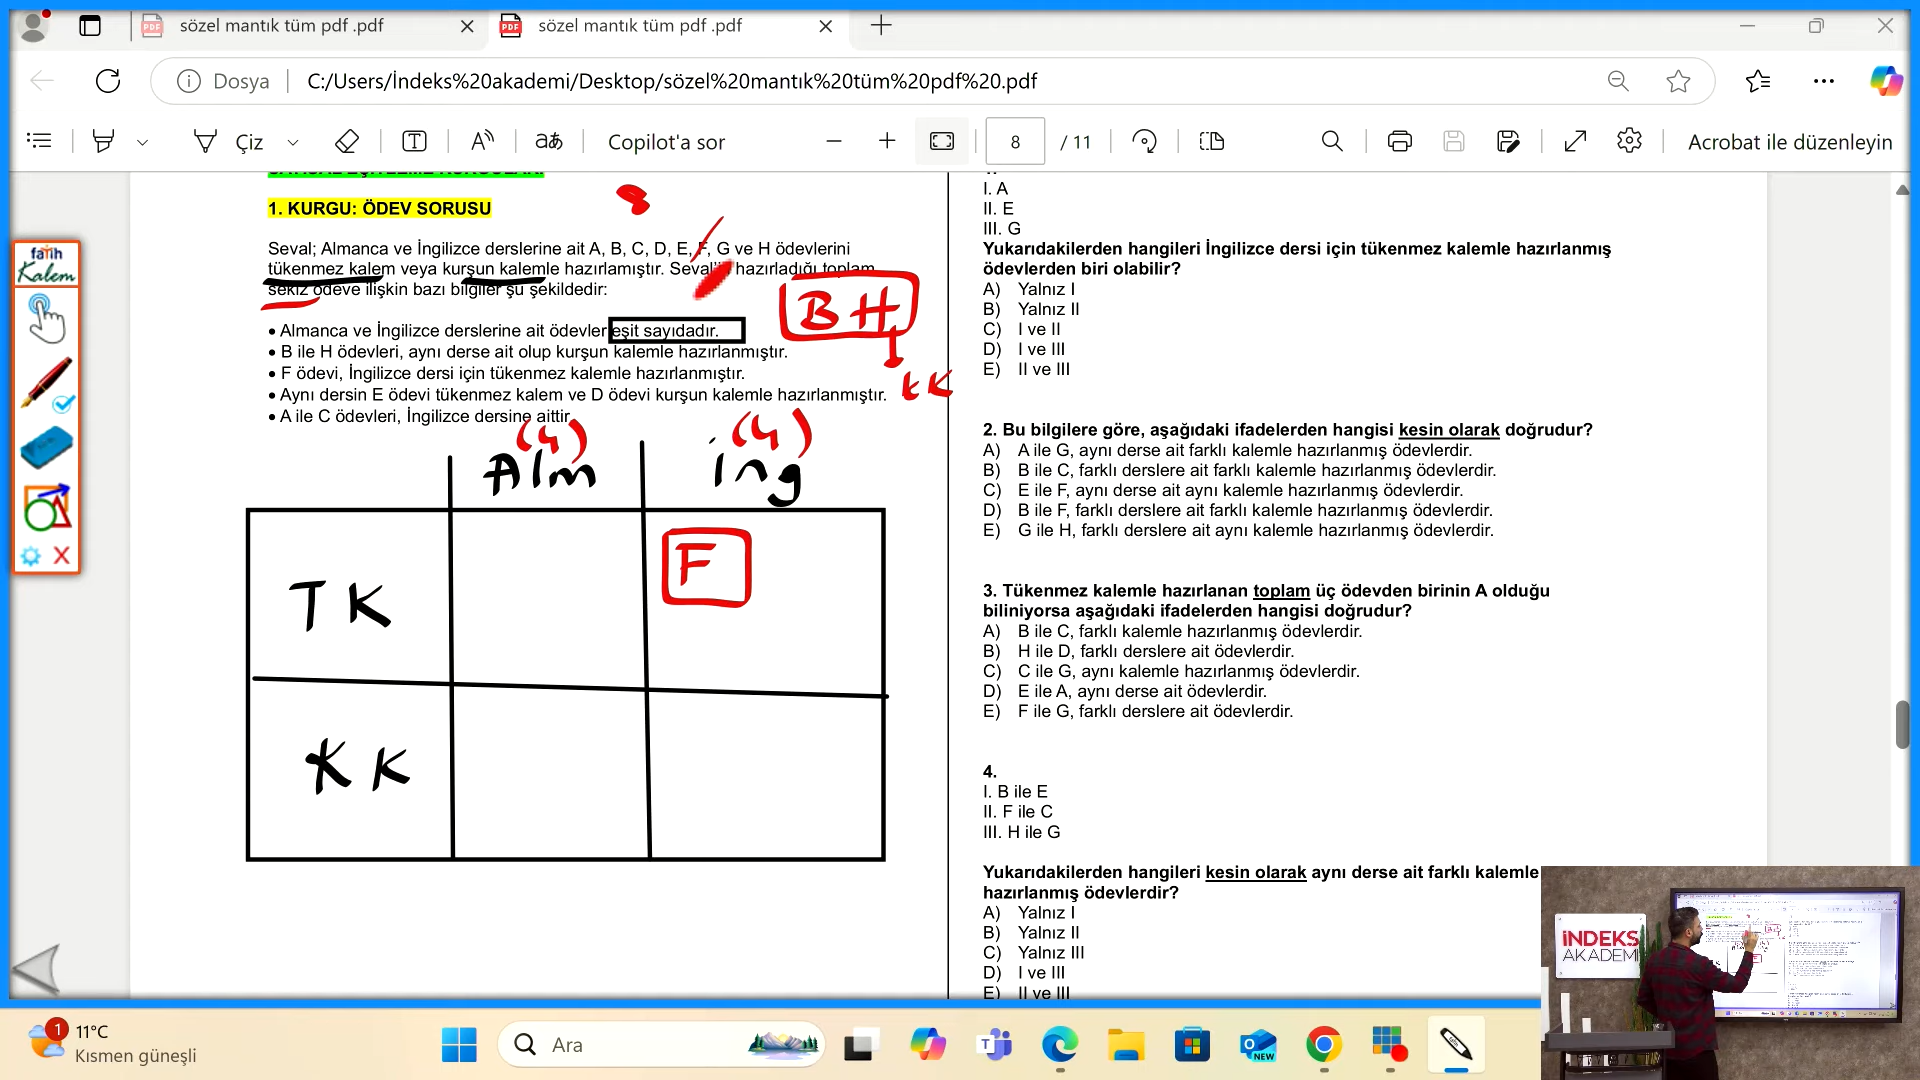 sözel mantık tüm pdf .pdf
sözel mantık tüm pdf .pdf
Dosya
C:/Users/İndeks%20akademi/Desktop/sözel%20mantık%20tüm%20pdf%20.pdf
Çiz
aあ
Copilot'a sor
8 / 11
Acrobat ile düzenleyin
fatih
Kalem
1. KURGU: ÖDEV SORUSU
Seval; Almanca ve İngilizce derslerine ait A, B, C, D, E, F, G ve H ödevlerini
tükenmez kalem veya kurşun kalemle hazırlamıştır. Seval'in hazırladığı toplam
sekiz ödeve ilişkin bazı bilgiler şu şekildedir:
• Almanca ve İngilizce derslerine ait ödevler eşit sayıdadır.
• B ile H ödevleri, aynı derse ait olup kurşun kalemle hazırlanmıştır.
• F ödevi, İngilizce dersi için tükenmez kalemle hazırlanmıştır.
• Aynı dersin E ödevi tükenmez kalem ve D ödevi kurşun kalemle hazırlanmıştır.
• A ile C ödevleri, İngilizce dersine aittir.
8
B H
KK
(4) (4)
Alm ing
F
T K
K K
I. A
II. E
III. G
Yukarıdakilerden hangileri İngilizce dersi için tükenmez kalemle hazırlanmış
ödevlerden biri olabilir?
A) Yalnız I
B) Yalnız II
C) I ve II
D) I ve III
E) II ve III
2. Bu bilgilere göre, aşağıdaki ifadelerden hangisi kesin olarak doğrudur?
A) A ile G, aynı derse ait farklı kalemle hazırlanmış ödevlerdir.
B) B ile C, farklı derslere ait farklı kalemle hazırlanmış ödevlerdir.
C) E ile F, aynı derse ait aynı kalemle hazırlanmış ödevlerdir.
D) B ile F, farklı derslere ait farklı kalemle hazırlanmış ödevlerdir.
E) G ile H, farklı derslere ait aynı kalemle hazırlanmış ödevlerdir.
3. Tükenmez kalemle hazırlanan toplam üç ödevden birinin A olduğu
biliniyorsa aşağıdaki ifadelerden hangisi doğrudur?
A) B ile C, farklı kalemle hazırlanmış ödevlerdir.
B) H ile D, farklı derslere ait ödevlerdir.
C) C ile G, aynı kalemle hazırlanmış ödevlerdir.
D) E ile A, aynı derse ait ödevlerdir.
E) F ile G, farklı derslere ait ödevlerdir.
4.
I. B ile E
II. F ile C
III. H ile G
Yukarıdakilerden hangileri kesin olarak aynı derse ait farklı kalemle
hazırlanmış ödevlerdir?
A) Yalnız I
B) Yalnız II
C) Yalnız III
D) I ve III
E) II ve III
İNDEKS
AKADEMİ
1
11°C
Kısmen güneşli
Ara
NEW